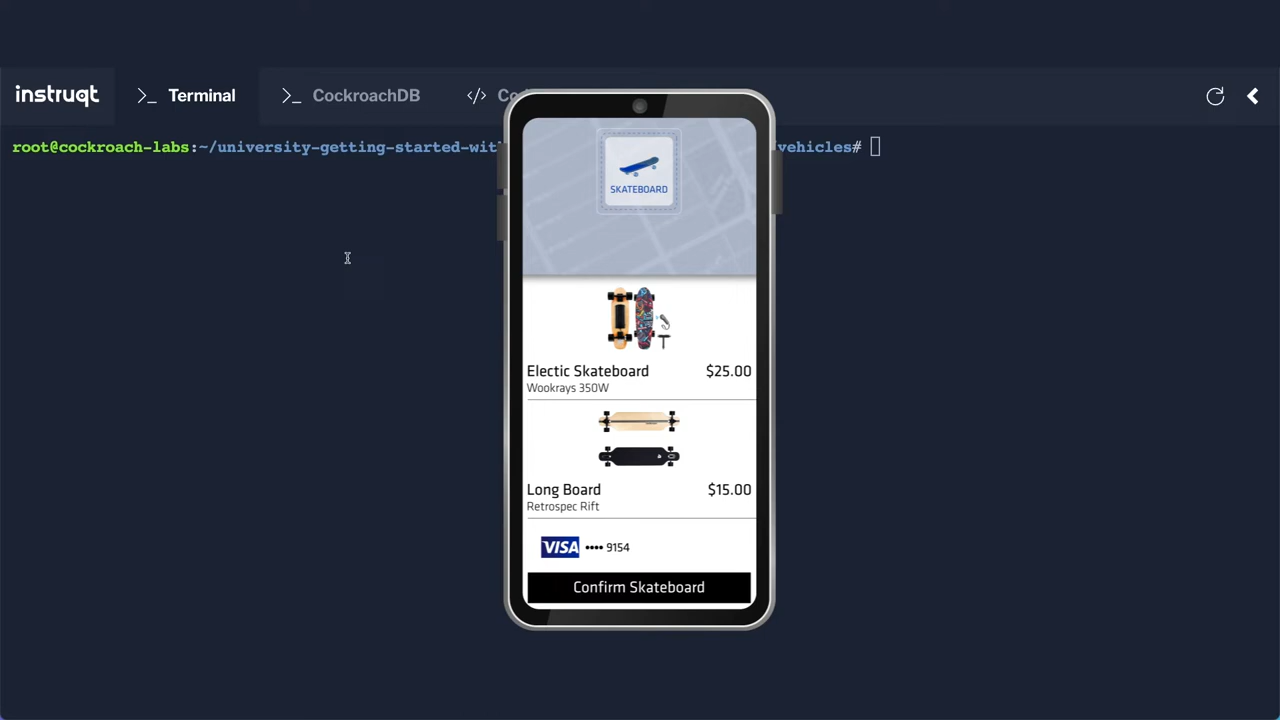 instruqt
>_ Terminal
>_ CockroachDB
</> Co
root@cockroach-labs:~/university-getting-started-wit
vehicles#
SKATEBOARD
Electic Skateboard $25.00
Wookrays 350W
Long Board $15.00
Retrospec Rift
VISA •••• 9154
Confirm Skateboard